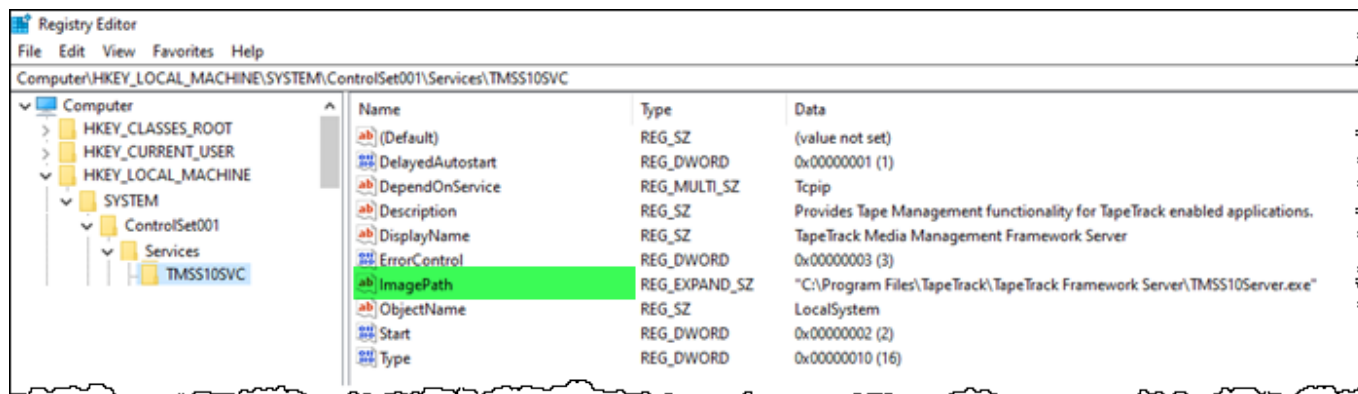 Registry Editor
File Edit View Favorites Help
Computer\HKEY_LOCAL_MACHINE\SYSTEM\ControlSet001\Services\TMSS10SVC
Computer
HKEY_CLASSES_ROOT
HKEY_CURRENT_USER
HKEY_LOCAL_MACHINE
SYSTEM
ControlSet001
Services
TMSS10SVC
Name Type Data
(Default) REG_SZ (value not set)
DelayedAutostart REG_DWORD 0x00000001 (1)
DependOnService REG_MULTI_SZ Tcpip
Description REG_SZ Provides Tape Management functionality for TapeTrack enabled applications.
DisplayName REG_SZ TapeTrack Media Management Framework Server
ErrorControl REG_DWORD 0x00000003 (3)
ImagePath REG_EXPAND_SZ "C:\Program Files\TapeTrack\TapeTrack Framework Server\TMSS10Server.exe"
ObjectName REG_SZ LocalSystem
Start REG_DWORD 0x00000002 (2)
Type REG_DWORD 0x00000010 (16)